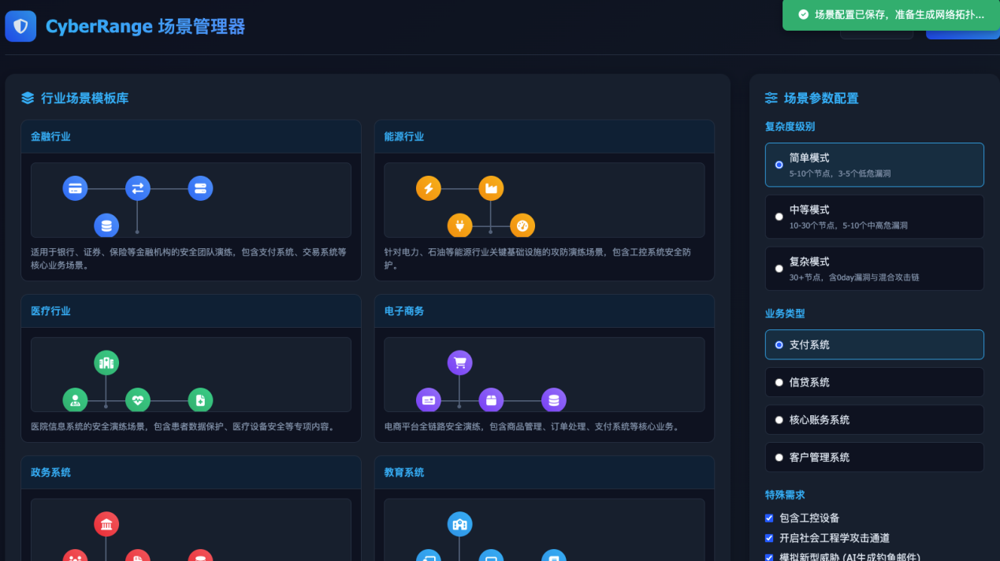 CyberRange 场景管理器
场景配置已保存，准备生成网络拓扑...
行业场景模板库
金融行业
适用于银行、证券、保险等金融机构的安全团队演练，包含支付系统、交易系统等
核心业务场景。
能源行业
针对电力、石油等能源行业关键基础设施的攻防演练场景，包含工控系统安全防
护。
医疗行业
医院信息系统的安全演练场景，包含患者数据保护、医疗设备安全等专项内容。
电子商务
电商平台全链路安全演练，包含商品管理、订单处理、支付系统等核心业务。
政务系统
教育系统
场景参数配置
复杂度级别
简单模式
5-10个节点，3-5个低危漏洞
中等模式
10-30个节点，5-10个中高危漏洞
复杂模式
30+节点，含0day漏洞与混合攻击链
业务类型
支付系统
信贷系统
核心账务系统
客户管理系统
特殊需求
包含工控设备
开启社会工程学攻击通道
模拟新型威胁 (AI生成钓鱼邮件)